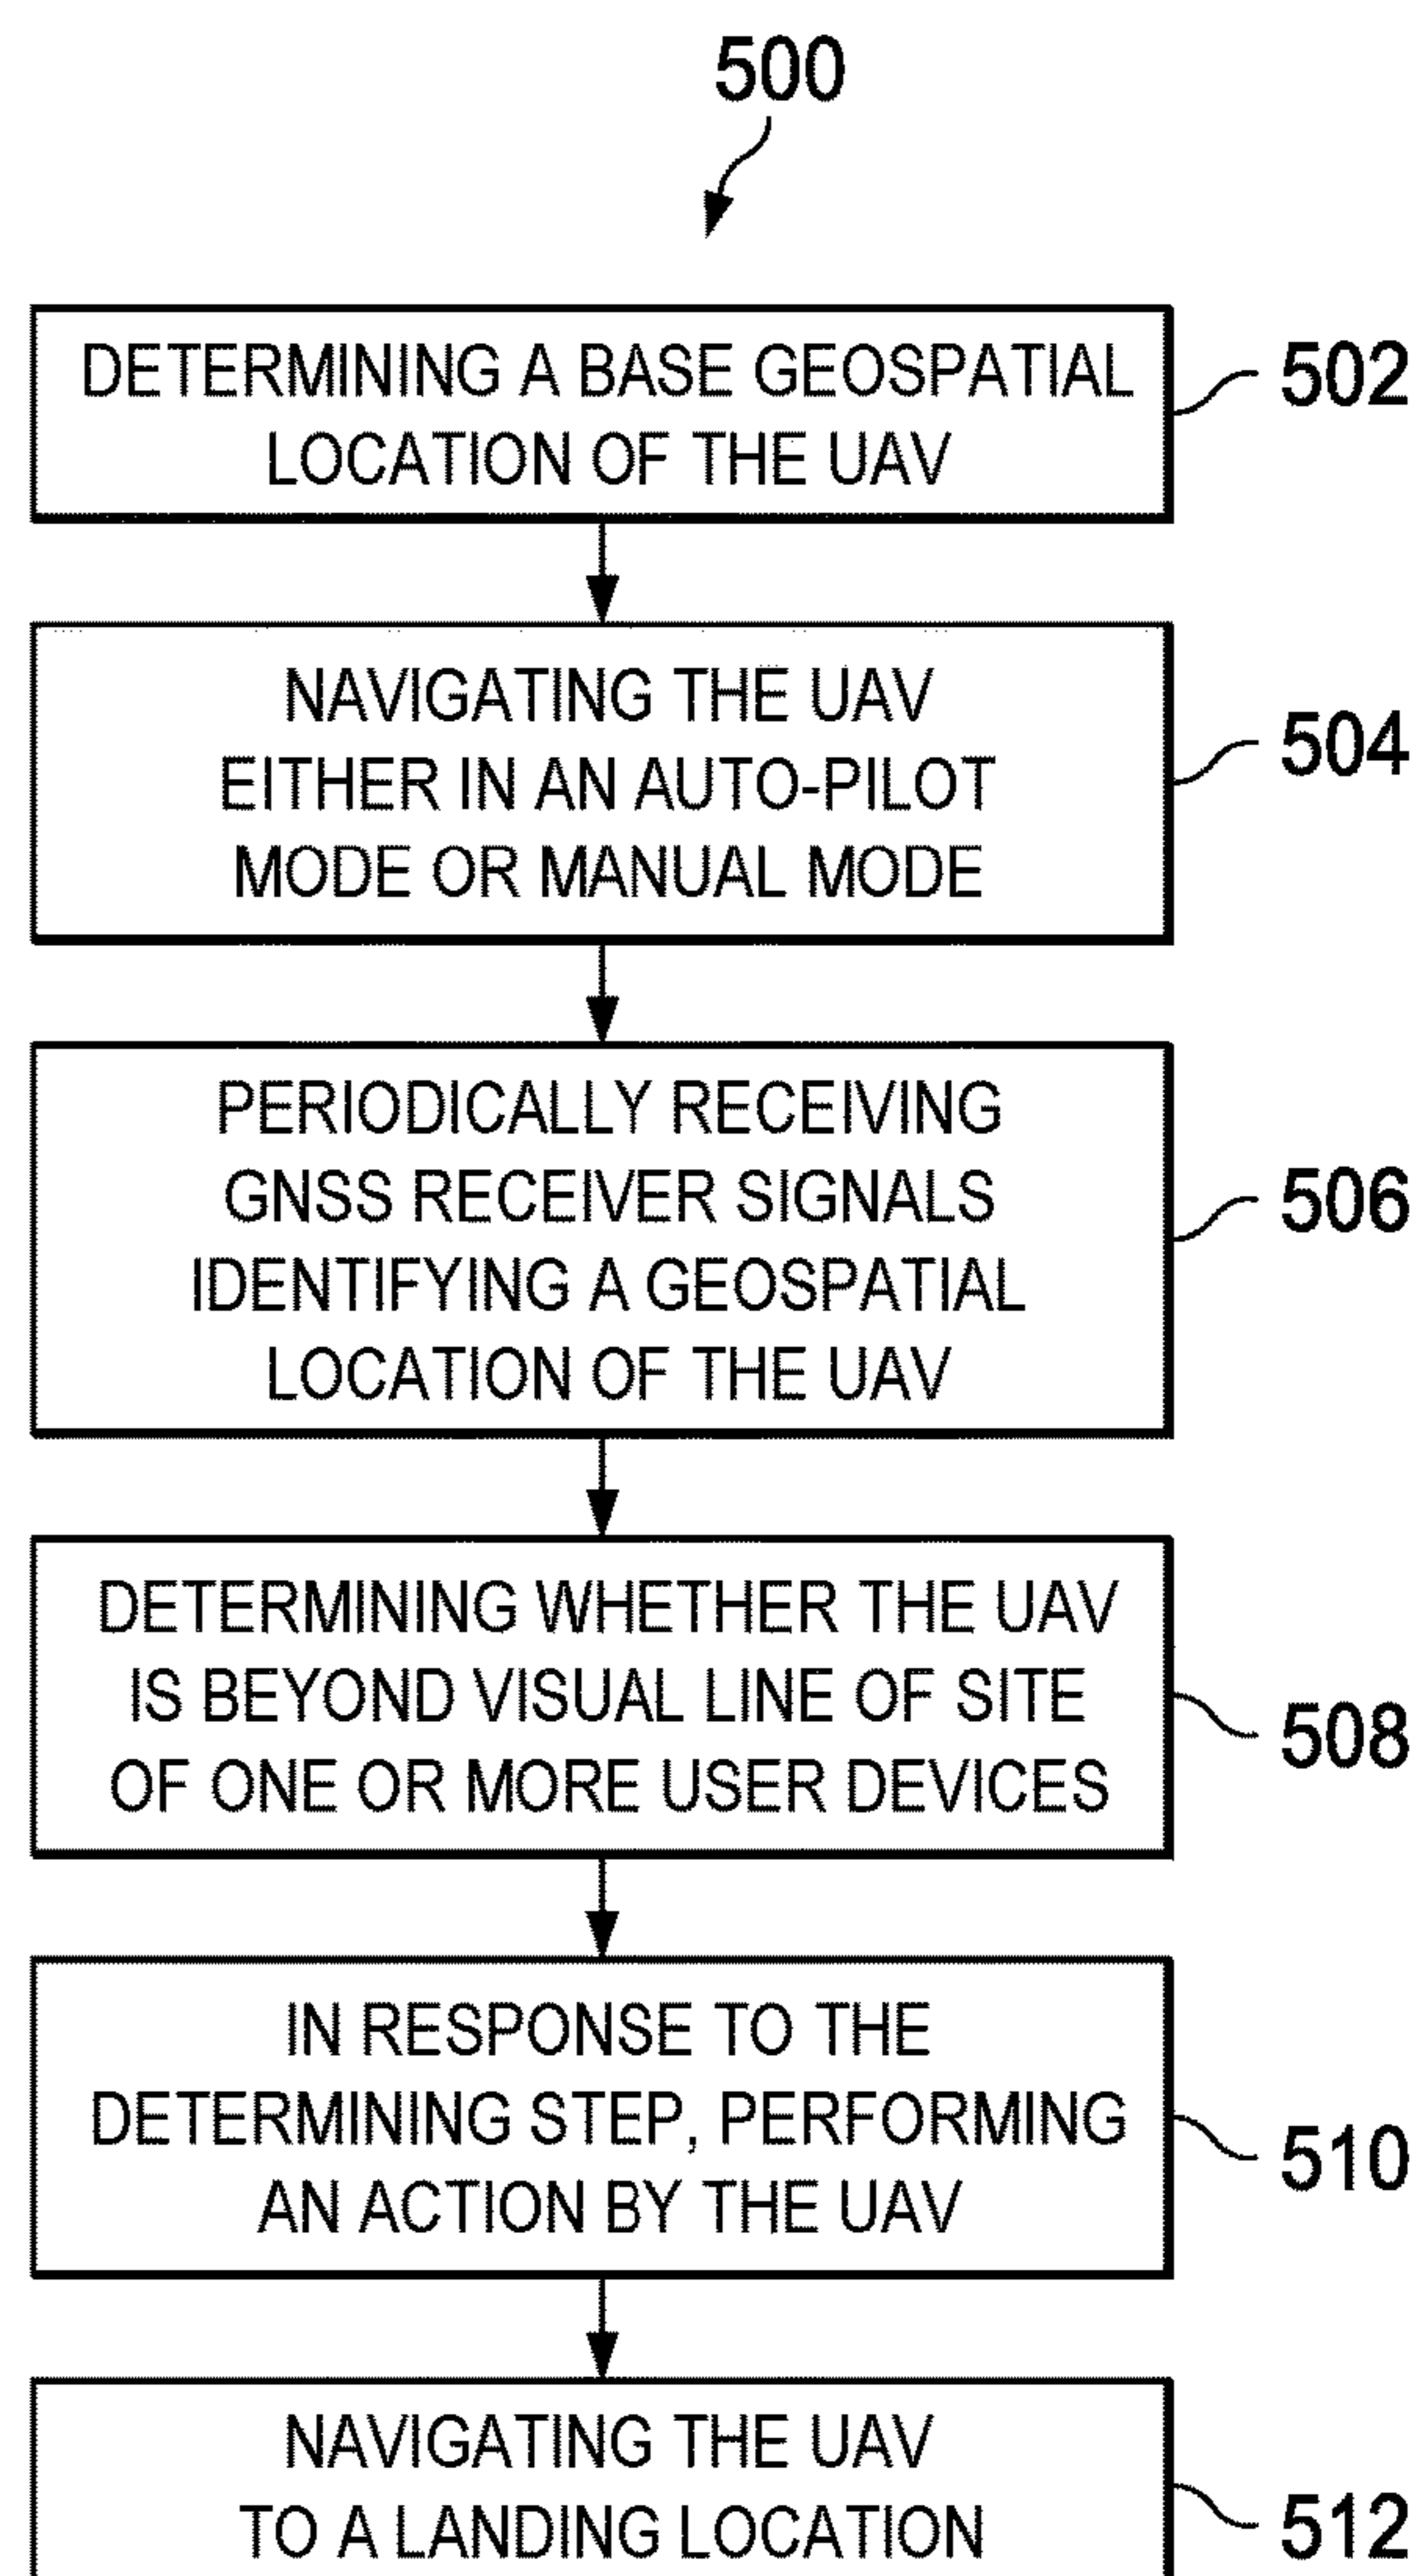 500
DETERMINING A BASE GEOSPATIAL
LOCATION OF THE UAV
502
NAVIGATING THE UAV
EITHER IN AN AUTO-PILOT
MODE OR MANUAL MODE
504
PERIODICALLY RECEIVING
GNSS RECEIVER SIGNALS
IDENTIFYING A GEOSPATIAL
LOCATION OF THE UAV
506
DETERMINING WHETHER THE UAV
IS BEYOND VISUAL LINE OF SITE
OF ONE OR MORE USER DEVICES
508
IN RESPONSE TO THE
DETERMINING STEP, PERFORMING
AN ACTION BY THE UAV
510
NAVIGATING THE UAV
TO A LANDING LOCATION
512